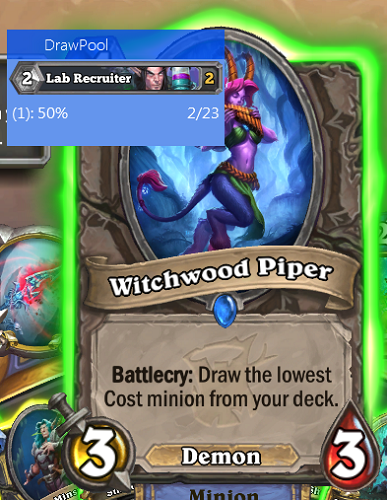 DrawPool
2 Lab Recruiter 2
(1): 50% 2/23
Witchwood Piper
Battlecry: Draw the lowest
Cost minion from your deck.
3 Demon 3
Minion